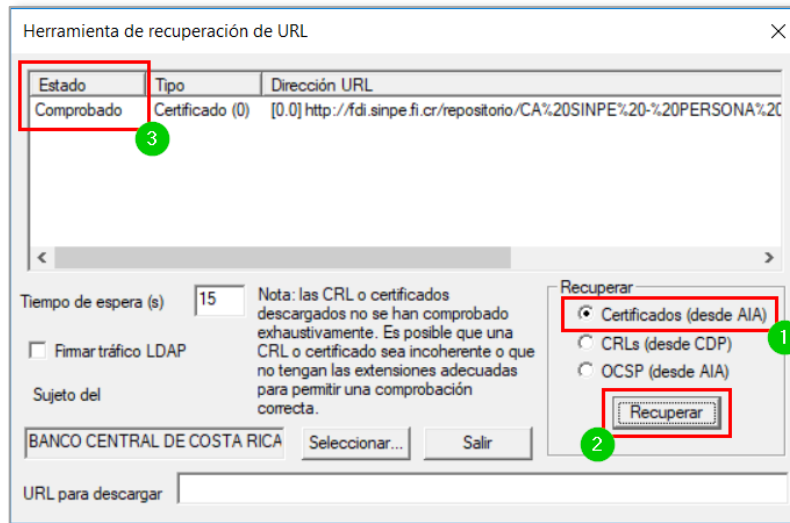 Herramienta de recuperación de URL
Estado Tipo Dirección URL
Comprobado Certificado (0) [0.0] http://fdi.sinpe.fi.cr/repositorio/CA%20SINPE%20-%20PERSONA%20
3
Tiempo de espera (s) 15
Firmar tráfico LDAP
Sujeto del
Nota: las CRL o certificados
descargados no se han comprobado
exhaustivamente. Es posible que una
CRL o certificado sea incoherente o que
no tengan las extensiones adecuadas
para permitir una comprobación
correcta.
Recuperar
Certificados (desde AIA)
1
CRLs (desde CDP)
OCSP (desde AIA)
Recuperar
2
BANCO CENTRAL DE COSTA RICA Seleccionar... Salir
URL para descargar